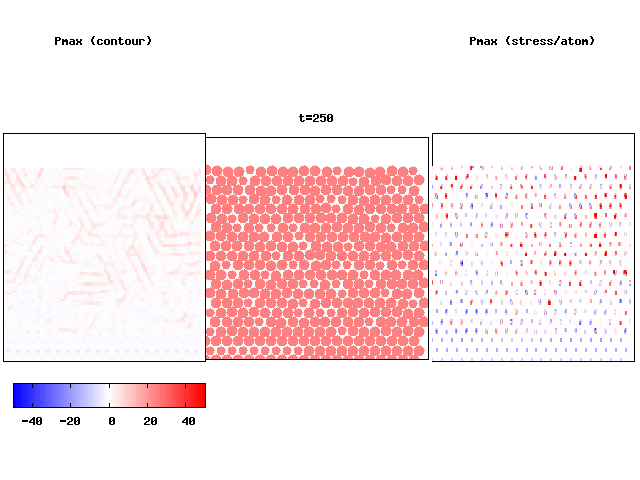 Pmax (contour)
Pmax (stress/atom)
t=250
-40 -20 0 20 40